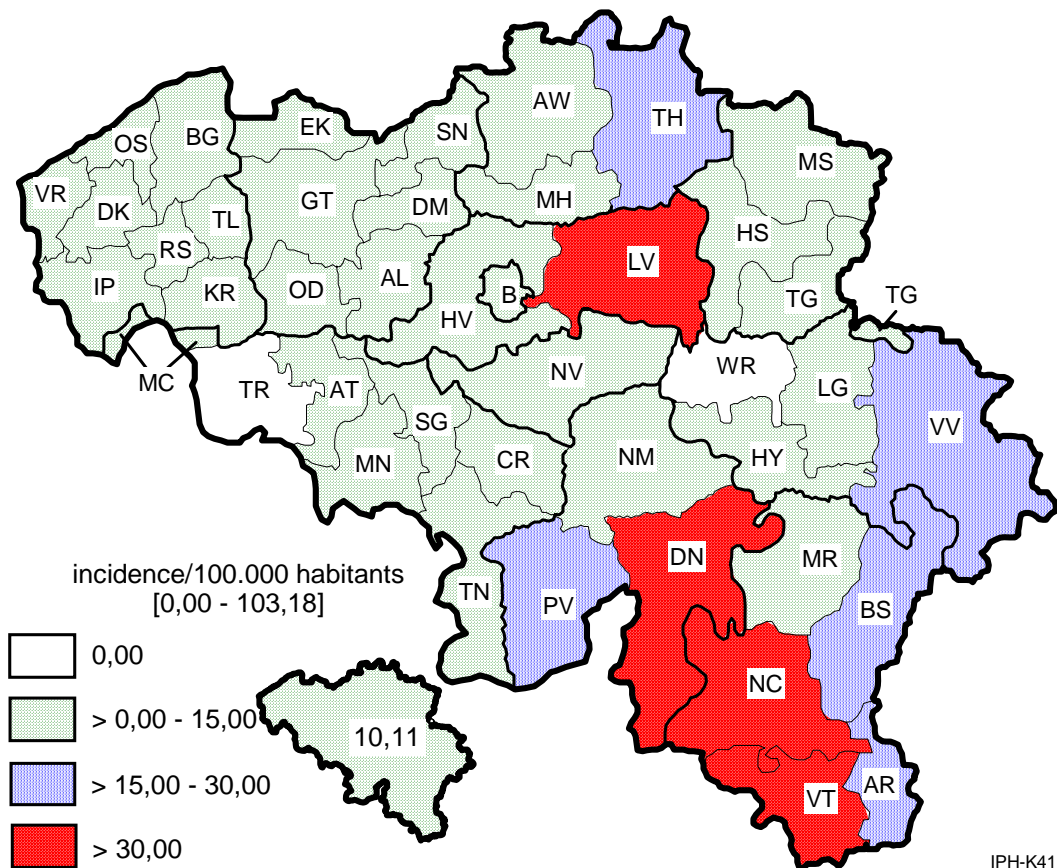 AW
TH
EK
SN
BG
OS
MS
VR
GT
MH
DM
DK
TL
HS
RS
LV
AL
IP
KR
OD
B
TG
TG
HV
MC
TR
AT
NV
WR
LG
SG
VV
MN
CR
NM
HY
DN
MR
incidence/100.000 habitants
[0,00 - 103,18]
TN
PV
BS
0,00
NC
> 0,00 - 15,00
10,11
> 15,00 - 30,00
VT
AR
> 30,00
IPH-K41